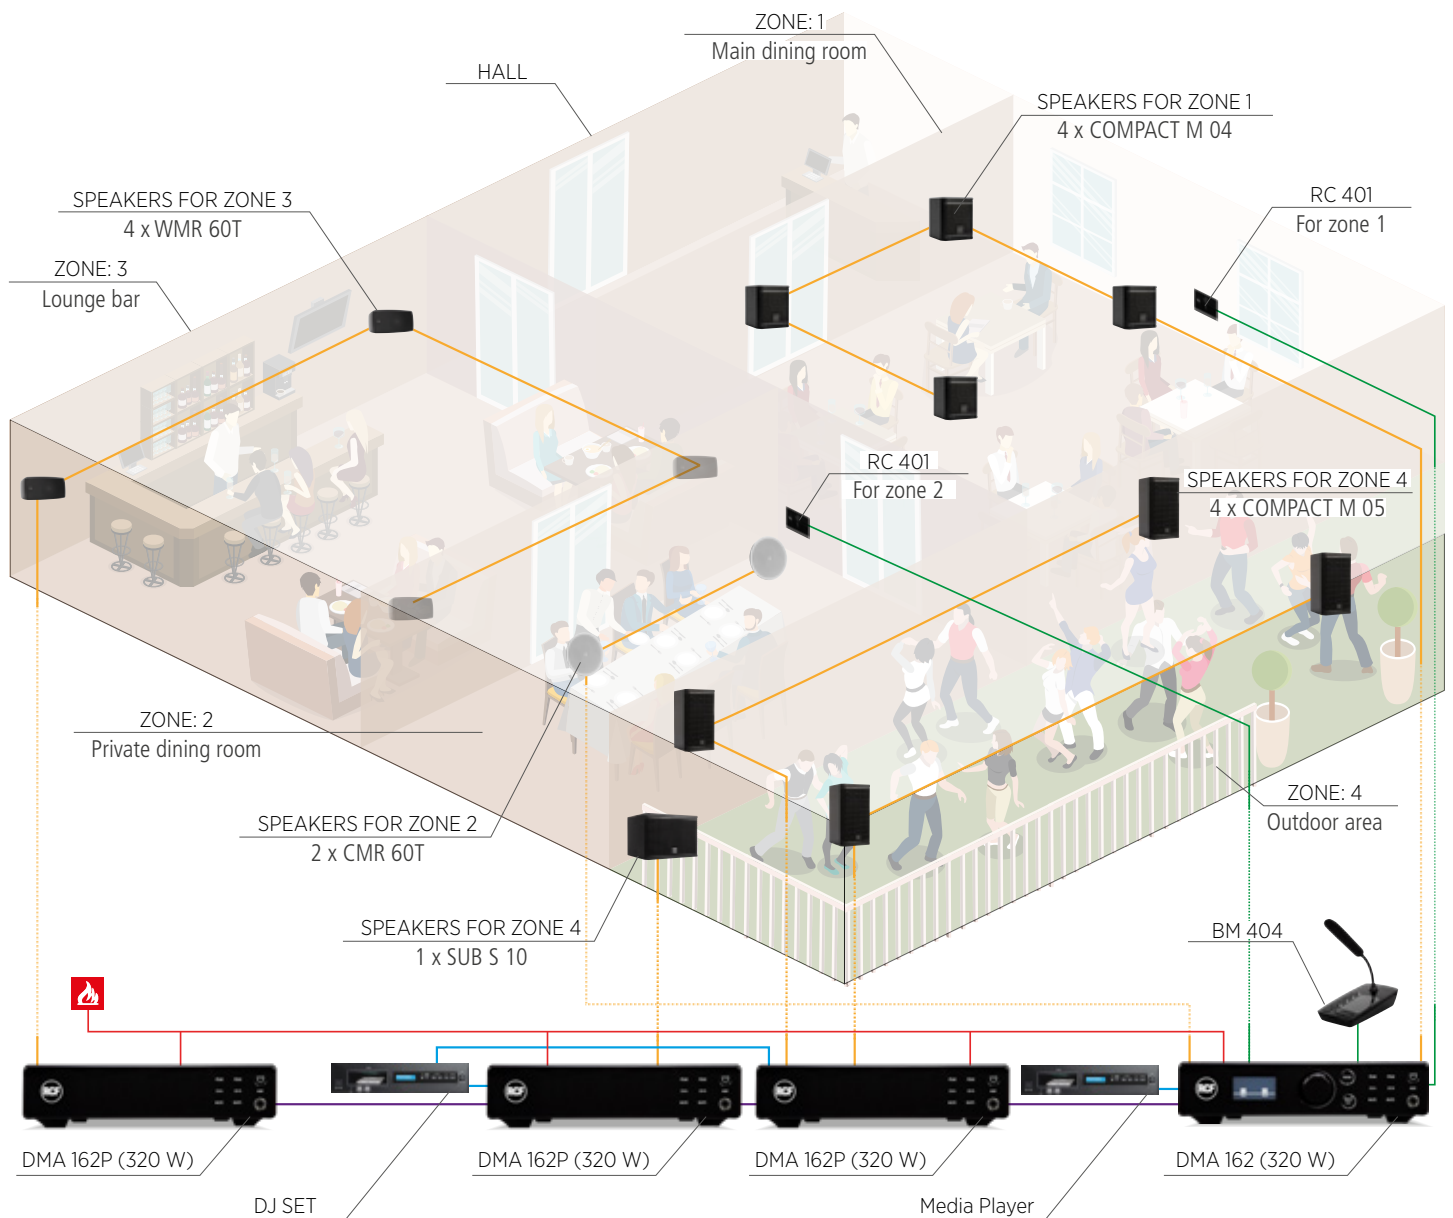 ZONE: 1
Main dining room
HALL
SPEAKERS FOR ZONE 1
4 x COMPACT M 04
SPEAKERS FOR ZONE 3
4 x WMR 60T
RC 401
For zone 1
ZONE: 3
Lounge bar
RC 401
For zone 2
SPEAKERS FOR ZONE 4
4 x COMPACT M 05
ZONE: 2
Private dining room
ZONE: 4
Outdoor area
SPEAKERS FOR ZONE 2
2 x CMR 60T
SPEAKERS FOR ZONE 4
1 x SUB S 10
BM 404
RCF
RCF
RCF
RCF
DMA 162P (320 W)
DMA 162P (320 W)
DMA 162P (320 W)
DMA 162 (320 W)
DJ SET
Media Player